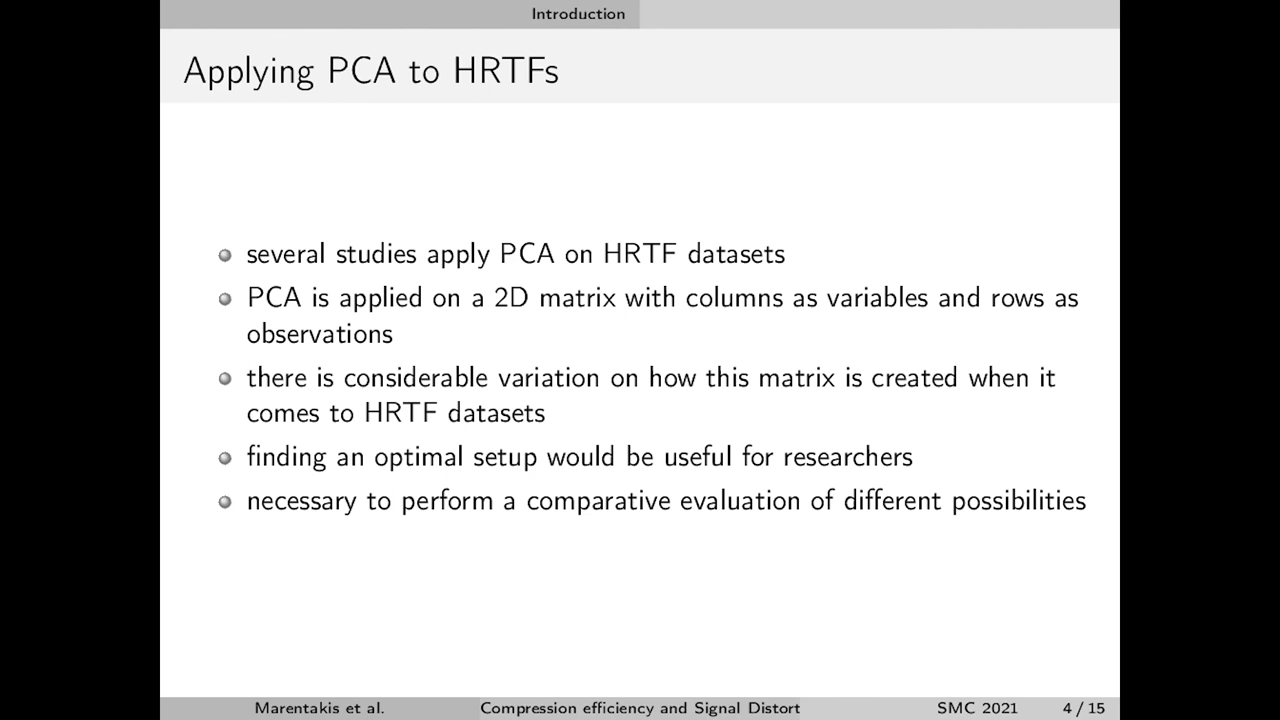 Introduction
Applying PCA to HRTFs
several studies apply PCA on HRTF datasets
PCA is applied on a 2D matrix with columns as variables and rows as
observations
there is considerable variation on how this matrix is created when it
comes to HRTF datasets
finding an optimal setup would be useful for researchers
necessary to perform a comparative evaluation of different possibilities
Marentakis et al. Compression efficiency and Signal Distort SMC 2021 4 / 15